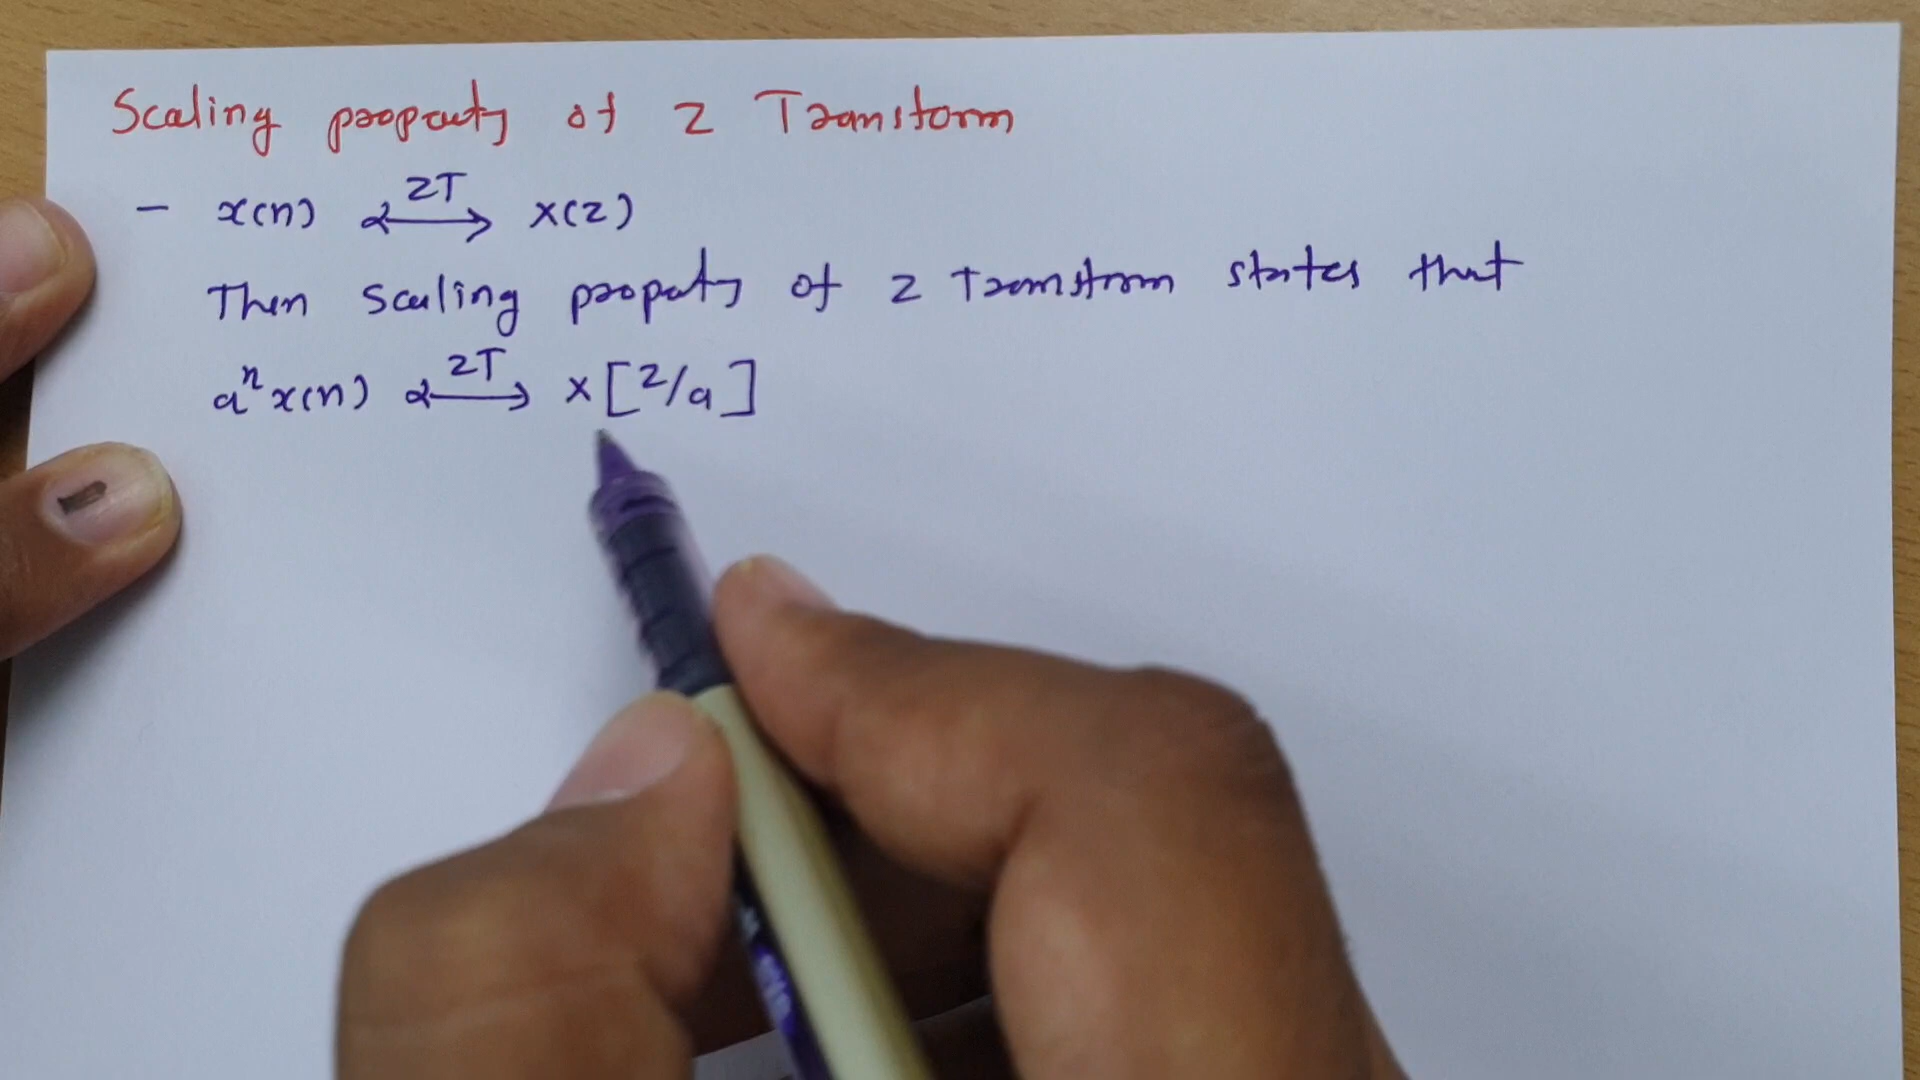 Scaling property of Z Transform
- x(n) ⟷ ZT X(z)
Then scaling property of Z Transform states that
aⁿx(n) ⟷ ZT X[z/a]